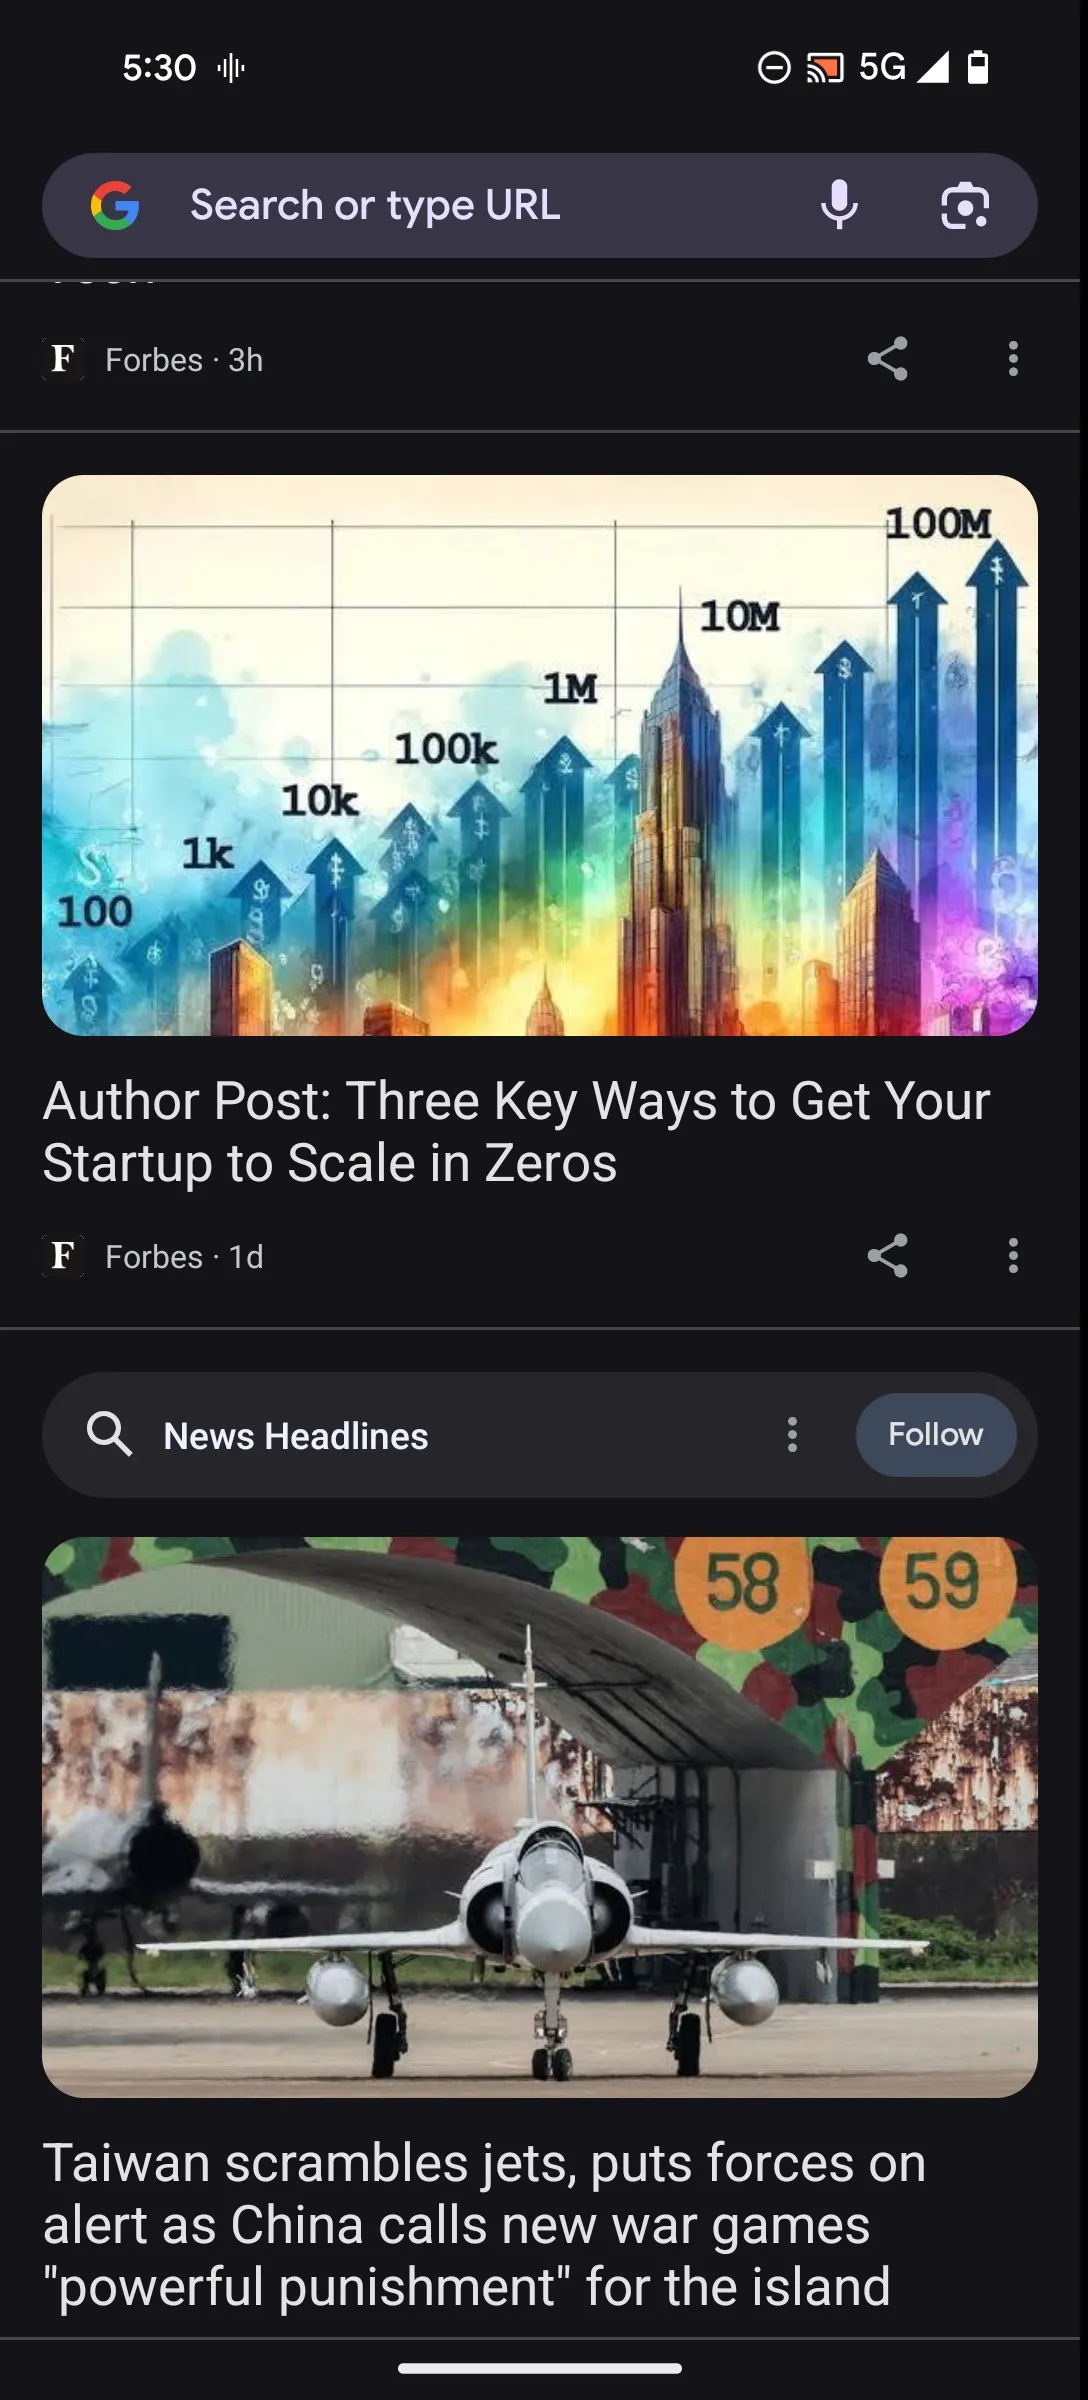 5:30
5G
Search or type URL
F Forbes · 3h
100M
10M
1M
100k
10k
1k
100
Author Post: Three Key Ways to Get Your
Startup to Scale in Zeros
F Forbes · 1d
News Headlines
Follow
58 59
Taiwan scrambles jets, puts forces on
alert as China calls new war games
"powerful punishment" for the island